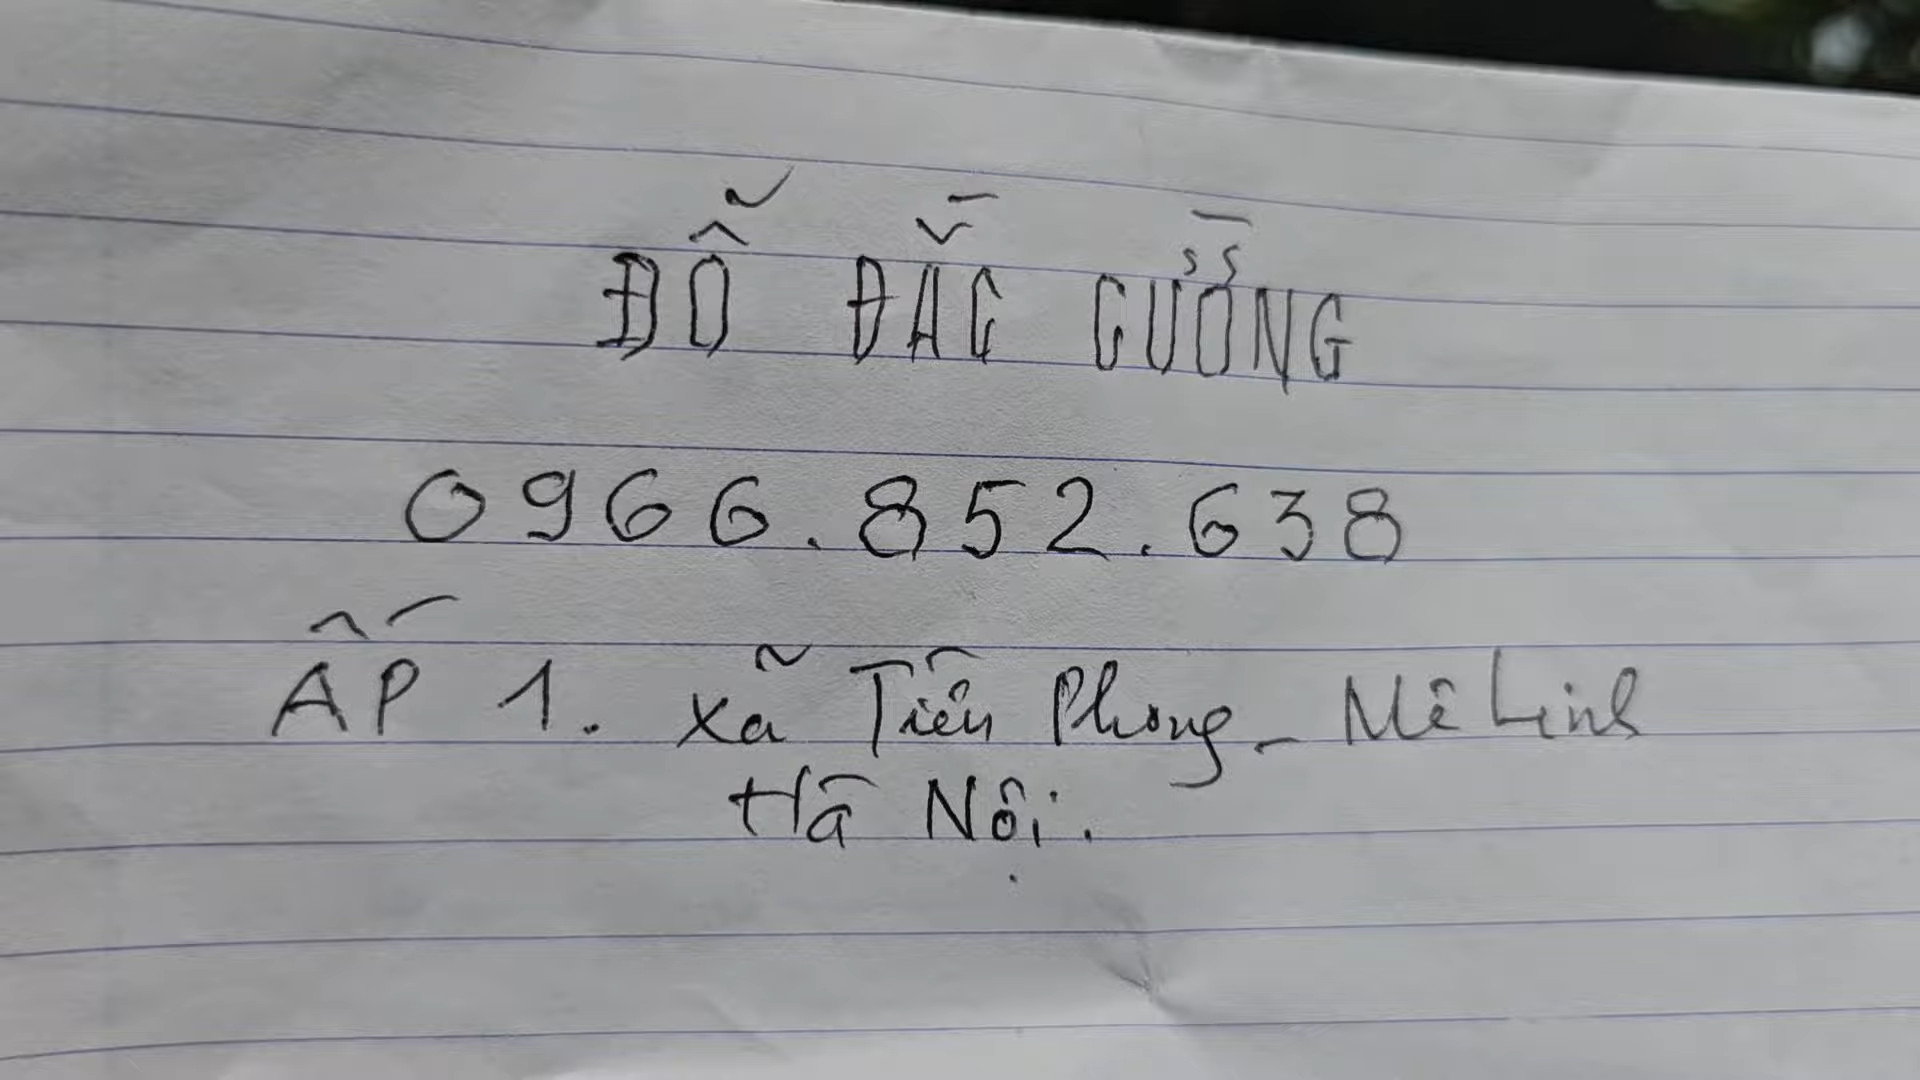 ĐỖ ĐẮC CƯỜNG
0966.852.638
ẤP 1. xã Tiền Phong - Mê Linh
Hà Nội.